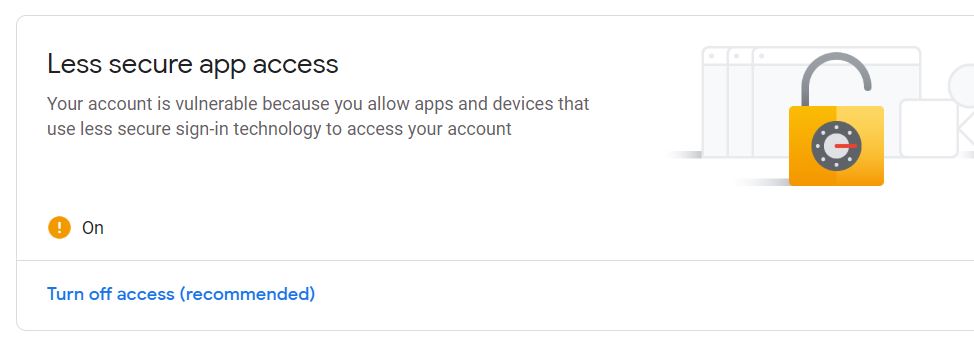 Less secure app access
Your account is vulnerable because you allow apps and devices that
use less secure sign-in technology to access your account
On
Turn off access (recommended)